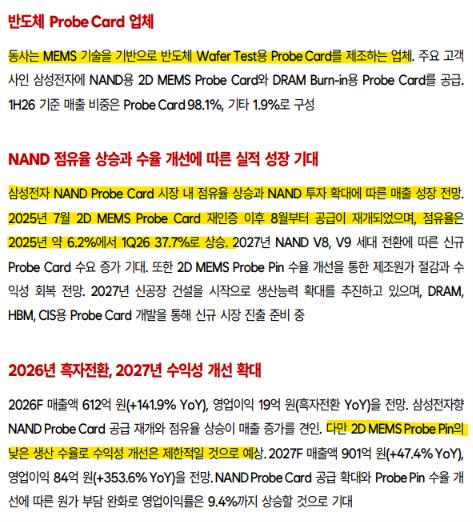 반도체 Probe Card 업체
동사는 MEMS 기술을 기반으로 반도체 Wafer Test용 Probe Card를 제조하는 업체. 주요 고객
사인 삼성전자에 NAND용 2D MEMS Probe Card와 DRAM Burn-in용 Probe Card를 공급.
1H26 기준 매출 비중은 Probe Card 98.1%, 기타 1.9%로 구성
NAND 점유율 상승과 수율 개선에 따른 실적 성장 기대
삼성전자 NAND Probe Card 시장 내 점유율 상승과 NAND 투자 확대에 따른 매출 성장 전망.
2025년 7월 2D MEMS Probe Card 재인증 이후 8월부터 공급이 재개되었으며, 점유율은
2025년 약 6.2%에서 1Q26 37.7%로 상승. 2027년 NAND V8, V9 세대 전환에 따른 신규
Probe Card 수요 증가 기대. 또한 2D MEMS Probe Pin 수율 개선을 통한 제조원가 절감과 수
익성 회복 전망. 2027년 신공장 건설을 시작으로 생산능력 확대를 추진하고 있으며, DRAM,
HBM, CIS용 Probe Card 개발을 통해 신규 시장 진출 준비 중
2026년 흑자전환, 2027년 수익성 개선 확대
2026F 매출액 612억 원(+141.9% YoY), 영업이익 19억 원(흑자전환 YoY)을 전망. 삼성전자향
NAND Probe Card 공급 재개와 점유율 상승이 매출 증가를 견인. 다만 2D MEMS Probe Pin의
낮은 생산 수율로 수익성 개선은 제한적일 것으로 예상. 2027F 매출액 901억 원(+47.4% YoY),
영업이익 84억 원(+353.6% YoY)을 전망. NAND Probe Card 공급 확대와 Probe Pin 수율 개
선에 따른 원가 부담 완화로 영업이익률은 9.4%까지 상승할 것으로 기대